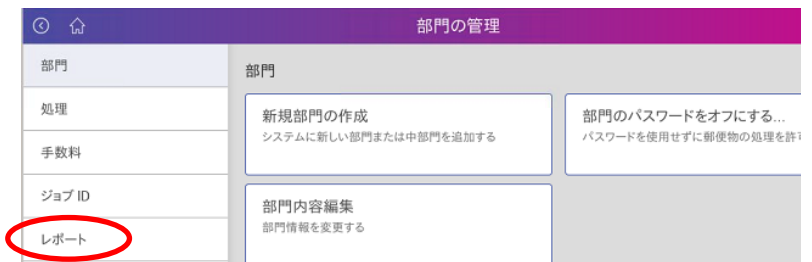 部門の管理
部門
処理
手数料
ジョブ ID
レポート
部門
新規部門の作成
システムに新しい部門または中部門を追加する
部門のパスワードをオフにする...
パスワードを使用せずに郵便物の処理を許
部門内容編集
部門情報を変更する